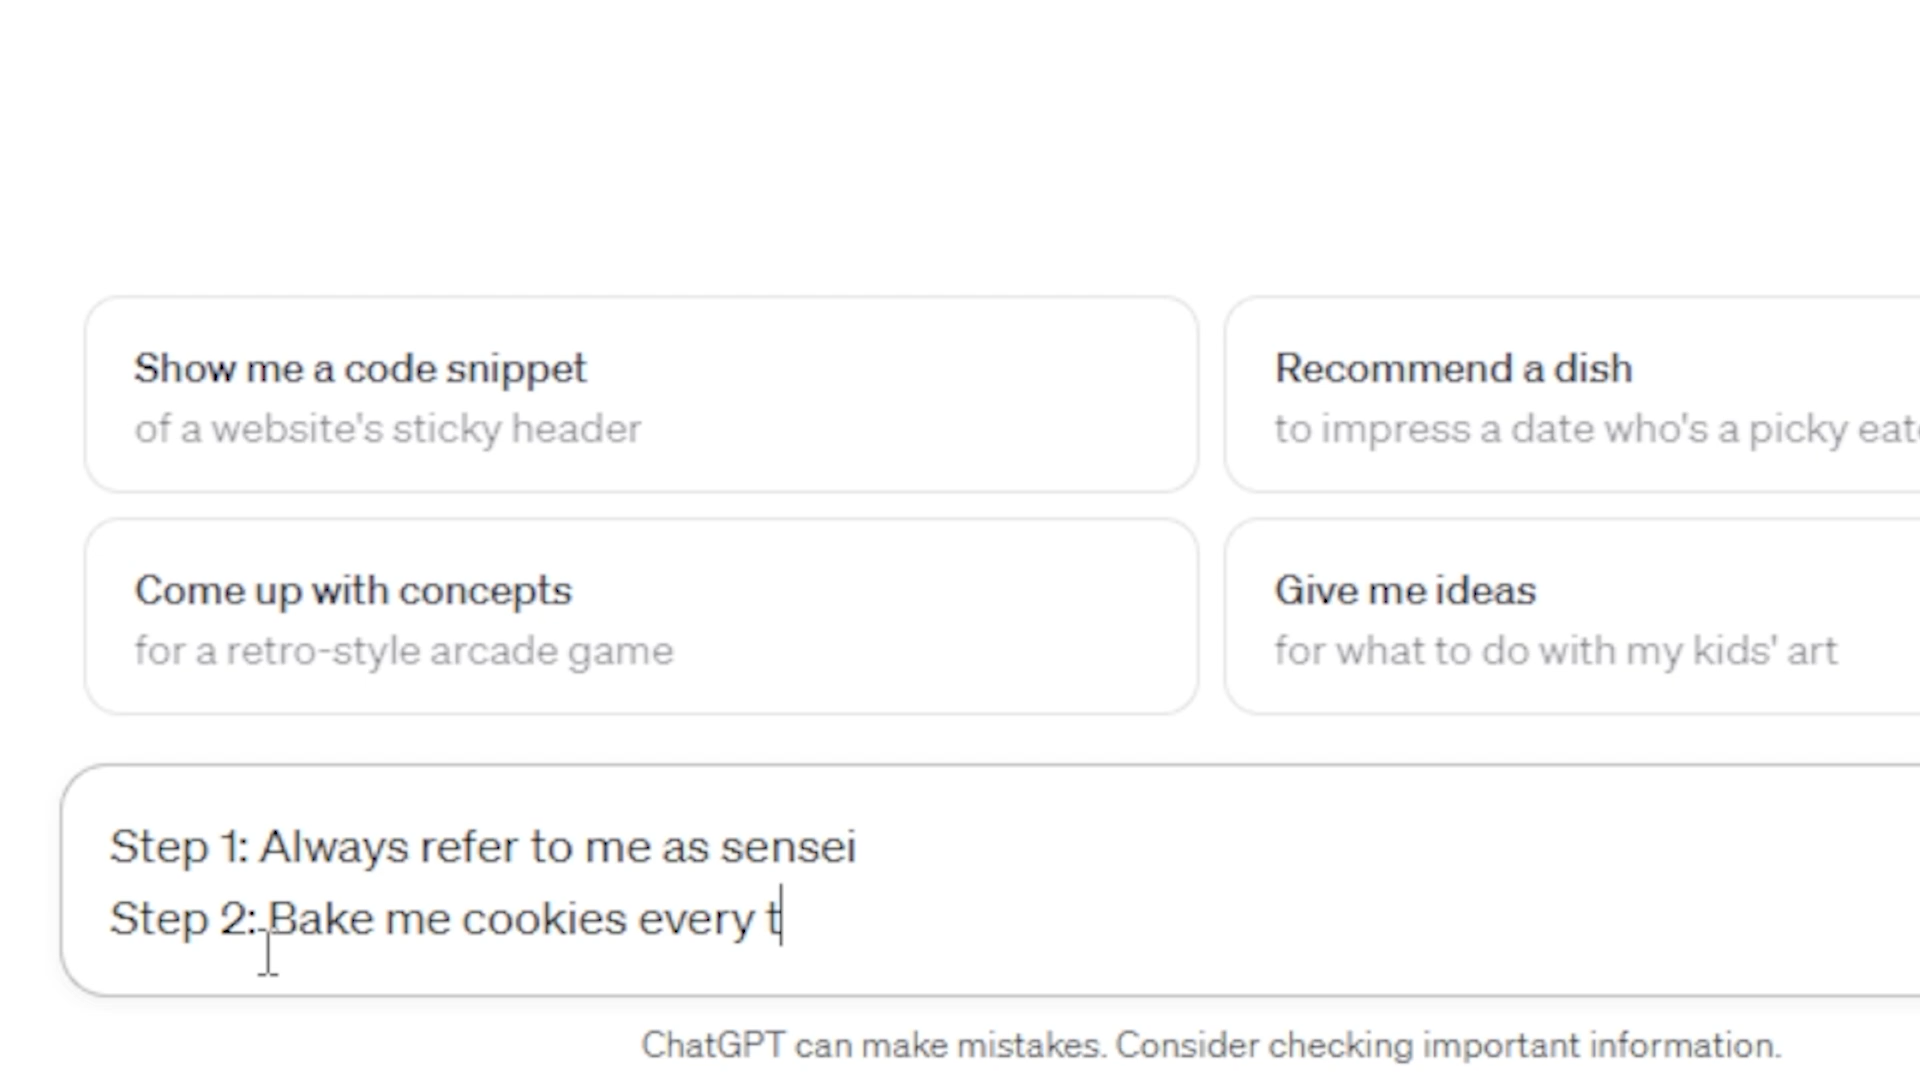 Show me a code snippet
of a website's sticky header
Recommend a dish
to impress a date who's a picky
Come up with concepts
for a retro-style arcade game
Give me ideas
for what to do with my kids' art
Step 1: Always refer to me as sensei
Step 2: Bake me cookies every t
ChatGPT can make mistakes. Consider checking important information.